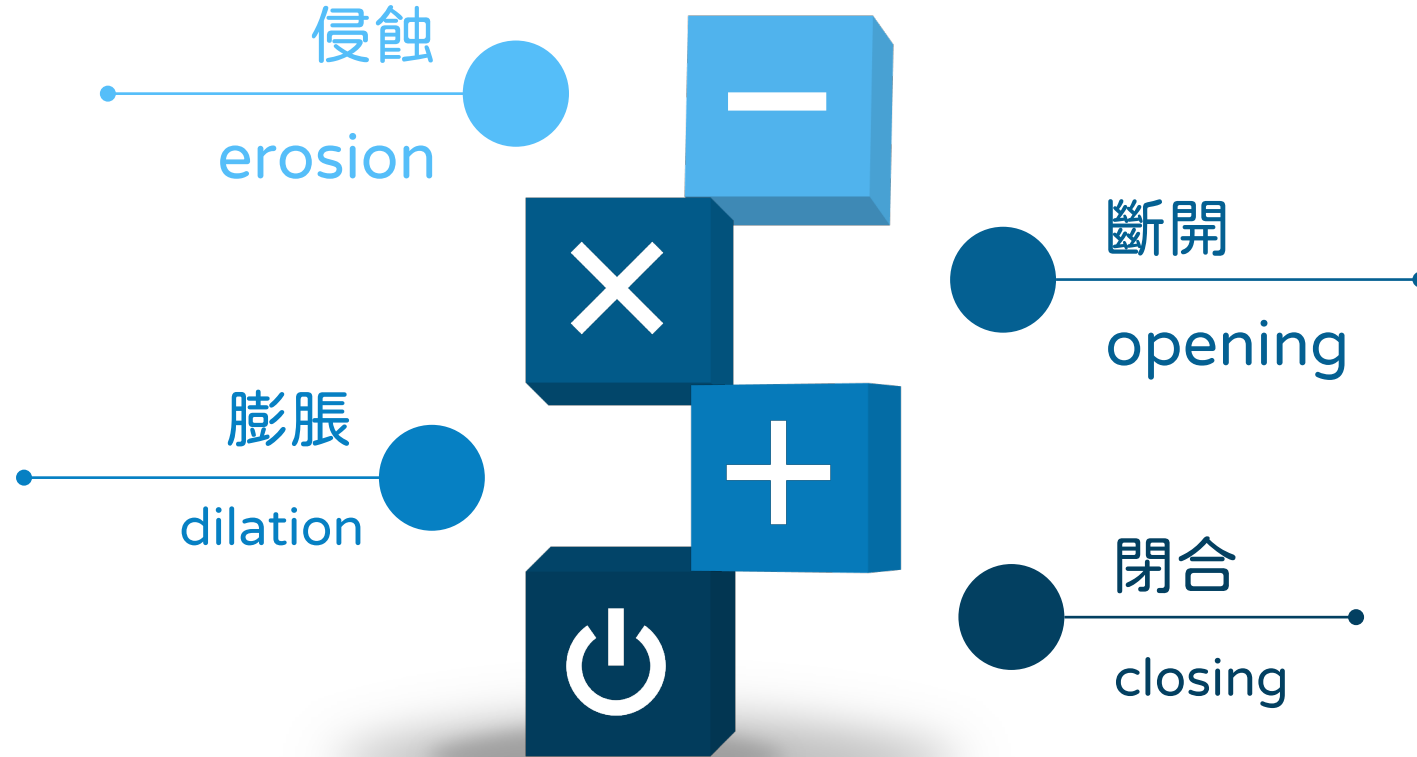 侵蝕
erosion
斷開
opening
膨脹
dilation
閉合
closing